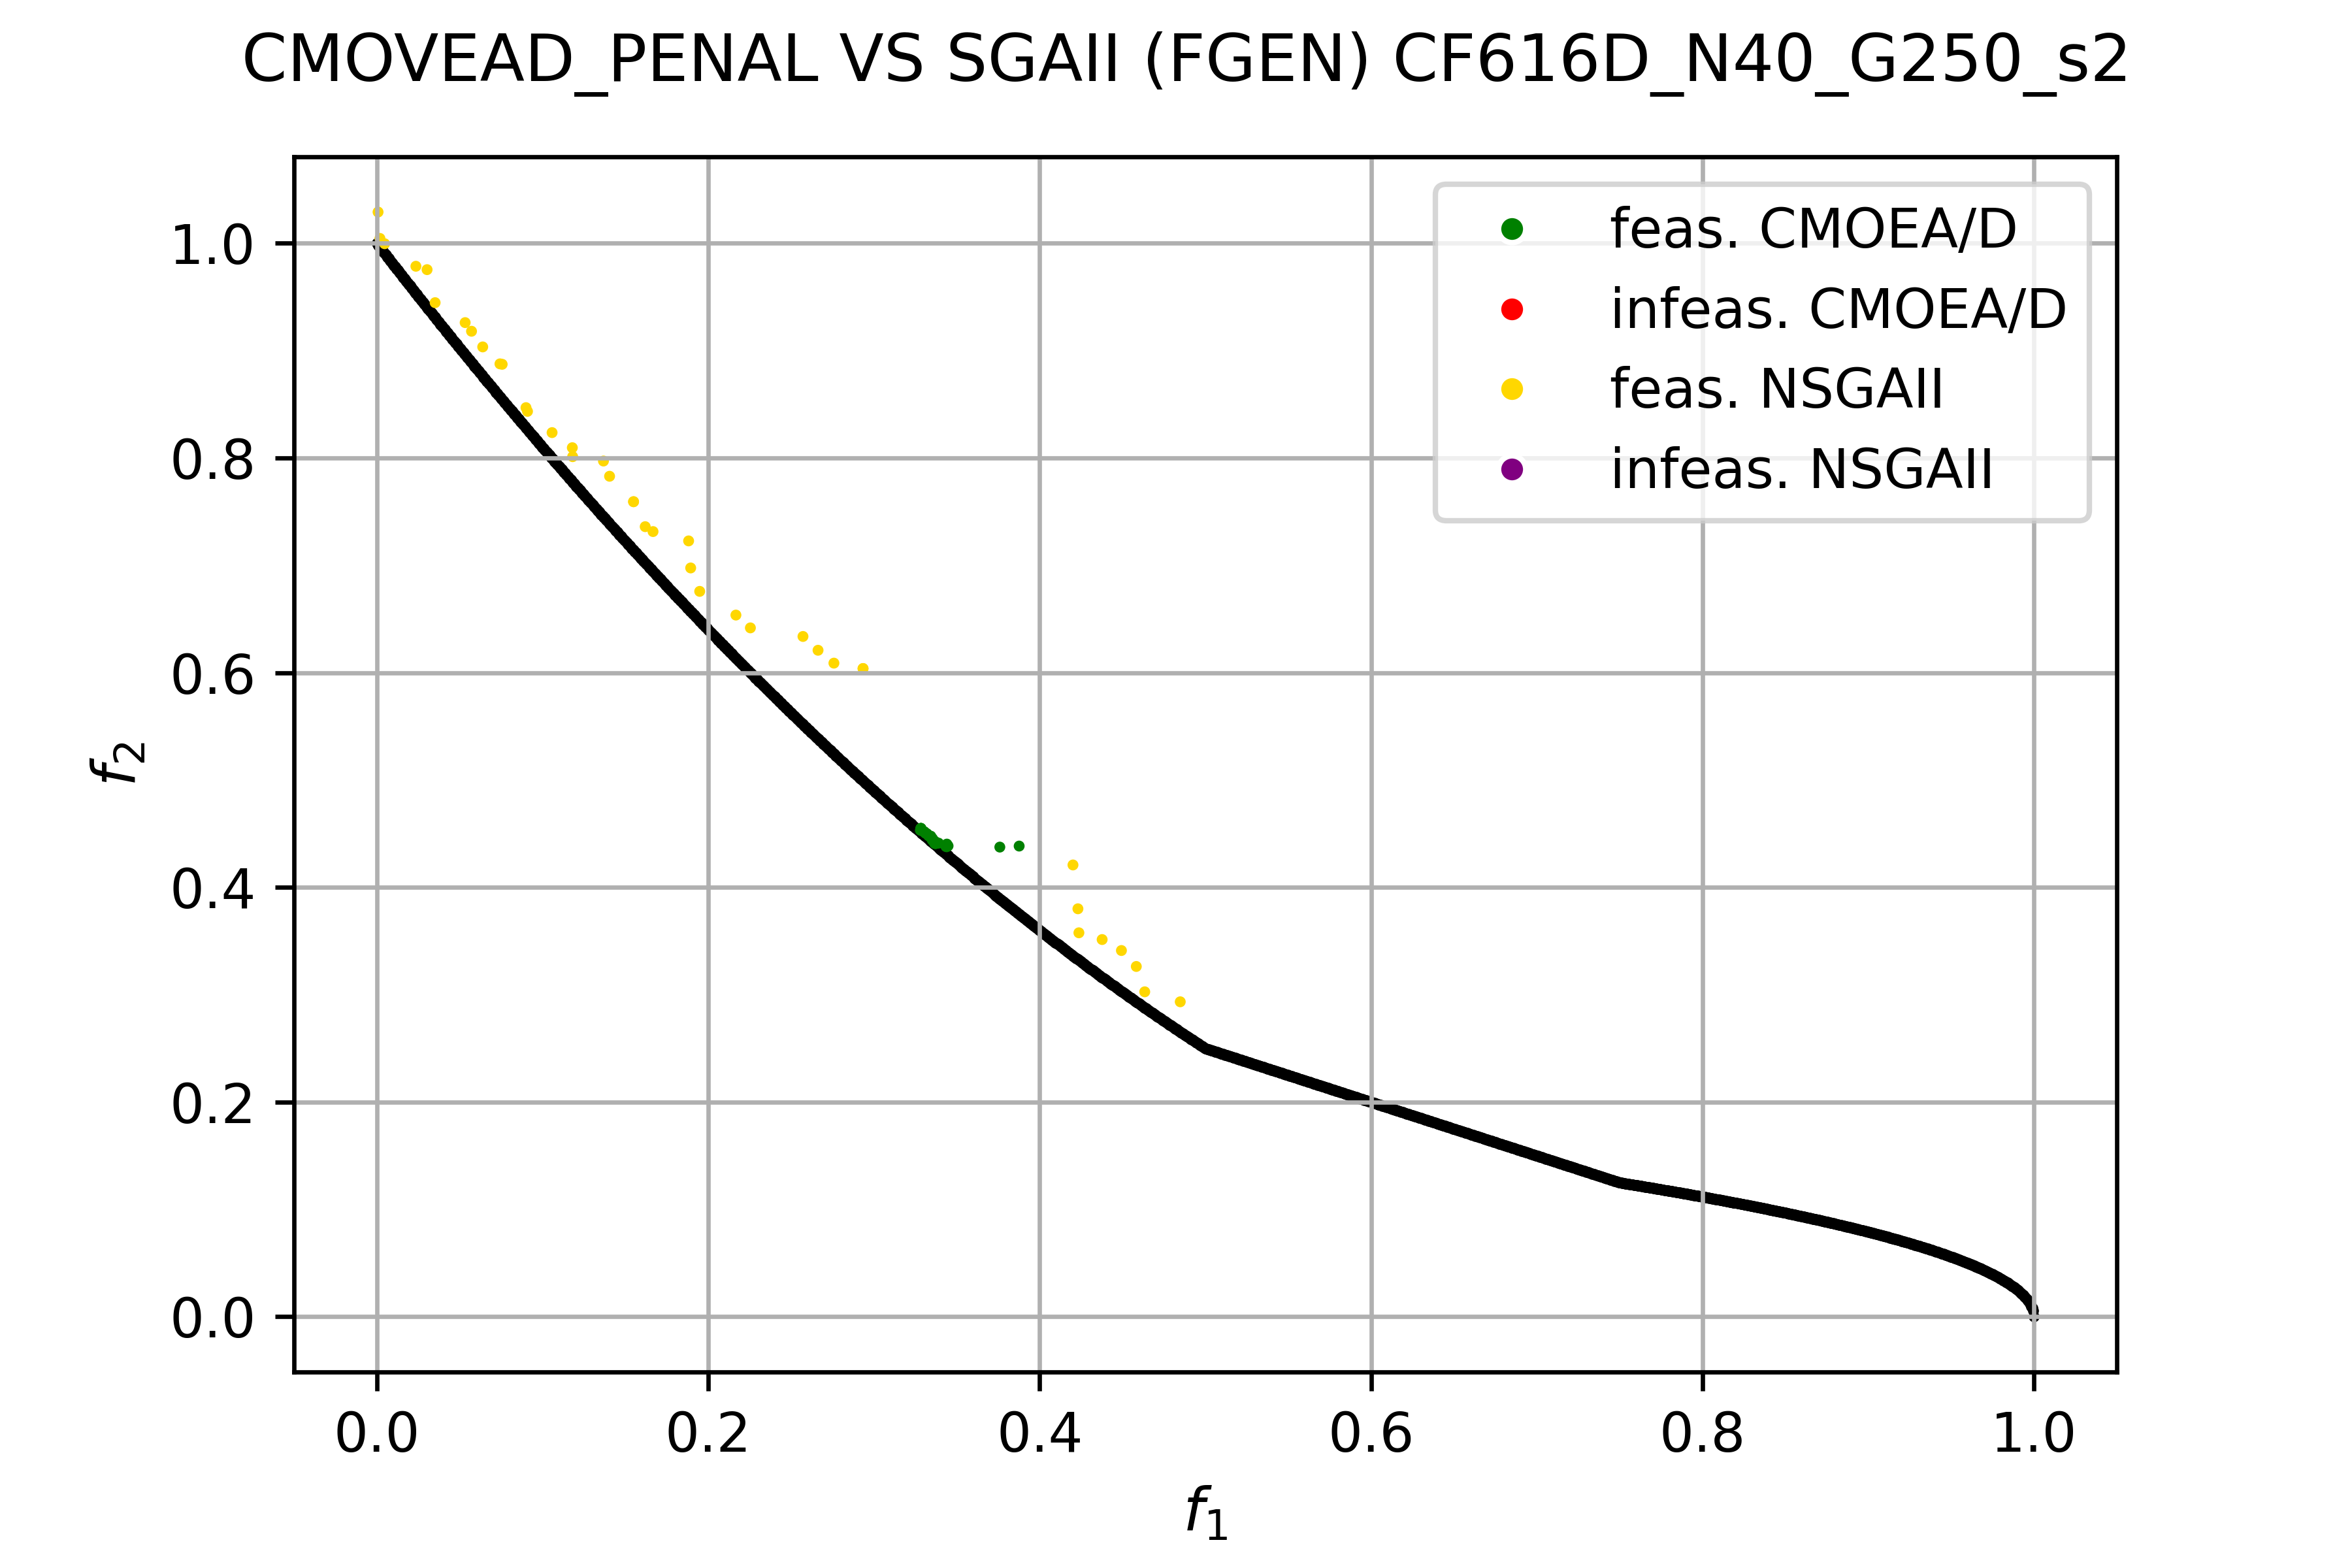 CMOVEAD_PENAL VS SGAII (FGEN) CF616D_N40_G250_s2
feas. CMOEA/D
infeas. CMOEA/D
feas. NSGAII
infeas. NSGAII
1.0
0.8
0.6
0.4
0.2
0.0
f2
0.0 0.2 0.4 0.6 0.8 1.0
f1